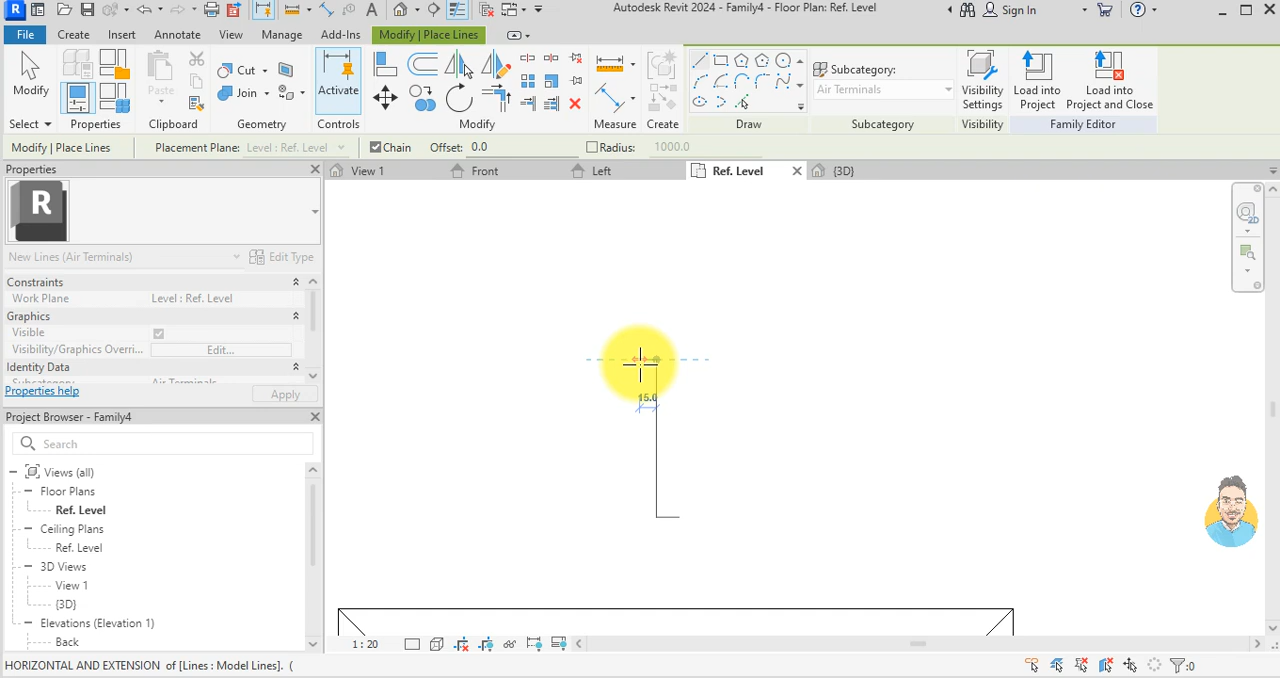 Autodesk Revit 2024 - Family4 - Floor Plan: Ref. Level
Sign In
File Create Insert Annotate View Manage Add-Ins Modify | Place Lines
Modify
Select
Properties
Paste
Clipboard
Cut
Join
Geometry
Activate
Controls
Modify
Measure
Create
Draw
Subcategory:
Air Terminals
Subcategory
Visibility Settings
Visibility
Load into Project
Load into Project and Close
Family Editor
Modify | Place Lines Placement Plane: Level : Ref. Level Chain Offset: 0.0 Radius: 1000.0
Properties
View 1 Front Left Ref. Level {3D}
R
2D
New Lines (Air Terminals) Edit Type
Constraints
Work Plane Level : Ref. Level
Graphics
Visible
Visibility/Graphics Overri... Edit...
Identity Data
Properties help Apply
15.0
Project Browser - Family4
Search
Views (all)
Floor Plans
Ref. Level
Ceiling Plans
Ref. Level
3D Views
View 1
{3D}
Elevations (Elevation 1)
Back
1 : 20
HORIZONTAL AND EXTENSION of [Lines : Model Lines]. (
:0